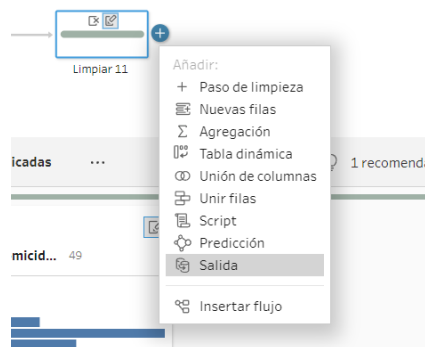 Limpiar 11
Añadir:
Paso de limpieza
Nuevas filas
Agregación
Tabla dinámica
Unión de columnas
Unir filas
Script
Predicción
Salida
Insertar flujo
icadas ...
1 recomend
micid... 49